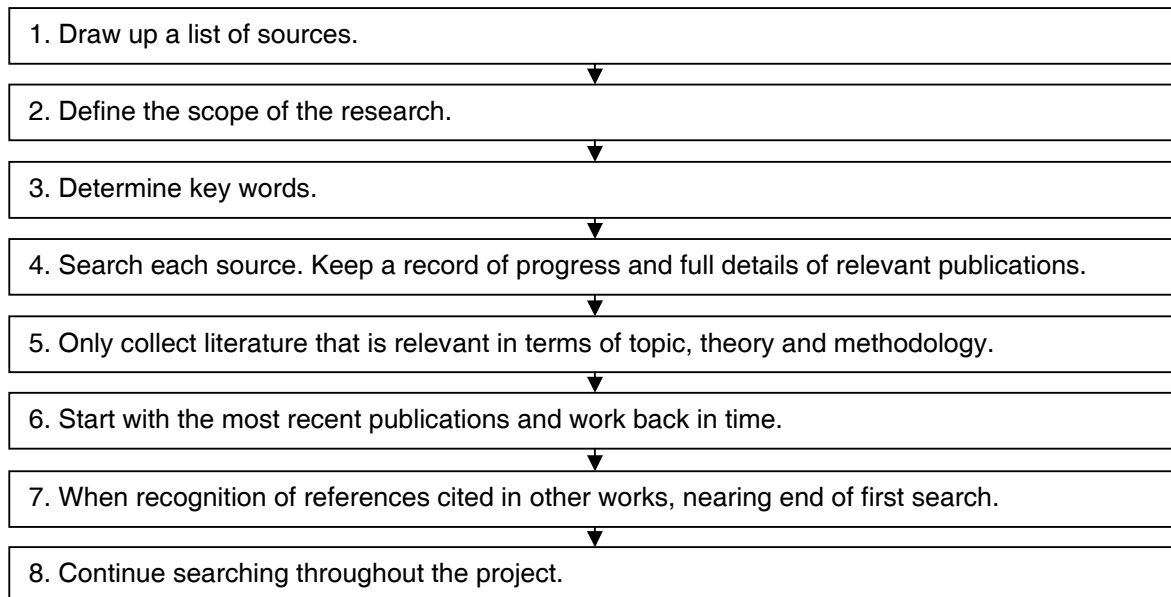 1. Draw up a list of sources.
2. Define the scope of the research.
3. Determine key words.
4. Search each source. Keep a record of progress and full details of relevant publications.
5. Only collect literature that is relevant in terms of topic, theory and methodology.
6. Start with the most recent publications and work back in time.
7. When recognition of references cited in other works, nearing end of first search.
8. Continue searching throughout the project.